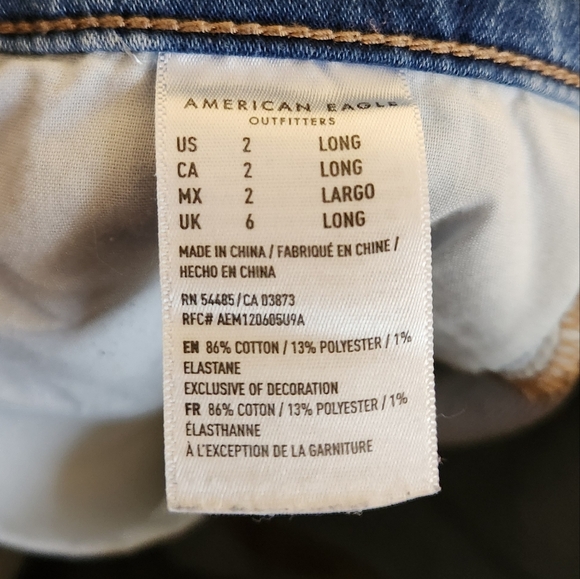 AMERICAN EAGLE
OUTFITTERS
US 2 LONG
CA 2 LONG
MX 2 LARGO
UK 6 LONG
MADE IN CHINA / FABRIQUÉ EN CHINE /
HECHO EN CHINA
RN 54485 / CA 03873
RFC# AEM120605U9A
EN 86% COTTON / 13% POLYESTER / 1%
ELASTANE
EXCLUSIVE OF DECORATION
FR 86% COTON / 13% POLYESTER / 1%
ÉLASTHANNE
À L'EXCEPTION DE LA GARNITURE